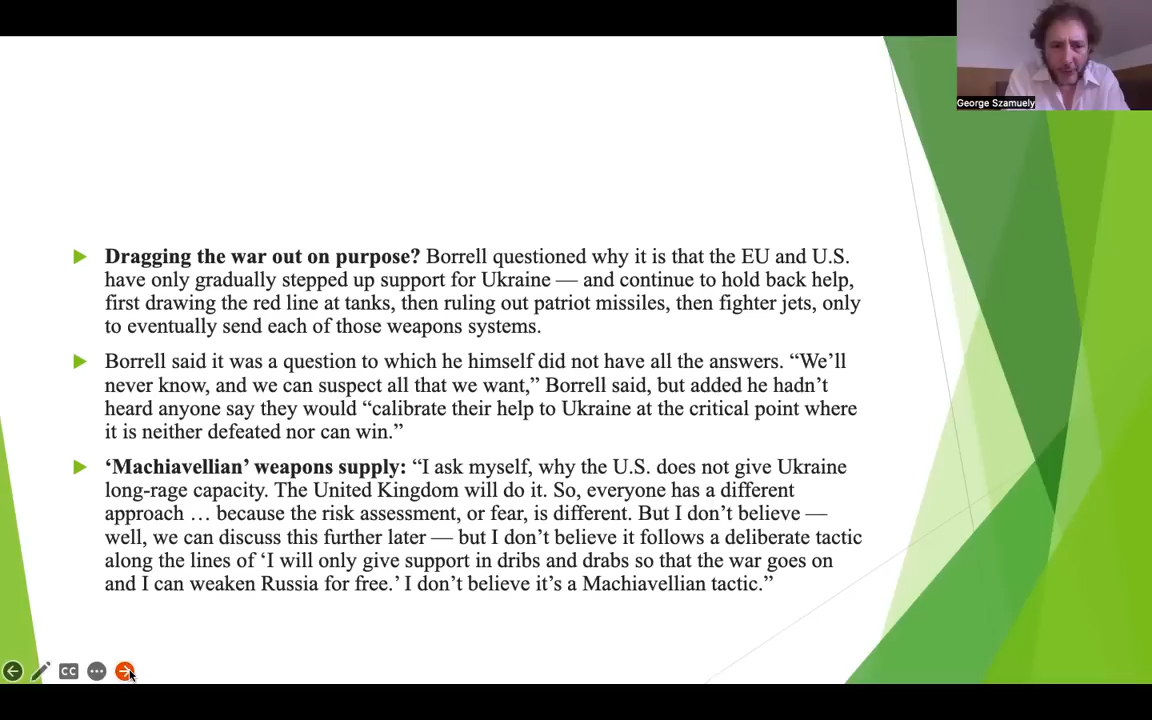 George Szamuely
Dragging the war out on purpose? Borrell questioned why it is that the EU and U.S.
have only gradually stepped up support for Ukraine — and continue to hold back help,
first drawing the red line at tanks, then ruling out patriot missiles, then fighter jets, only
to eventually send each of those weapons systems.
Borrell said it was a question to which he himself did not have all the answers. “We’ll
never know, and we can suspect all that we want,” Borrell said, but added he hadn’t
heard anyone say they would “calibrate their help to Ukraine at the critical point where
it is neither defeated nor can win.”
‘Machiavellian’ weapons supply: “I ask myself, why the U.S. does not give Ukraine
long-rage capacity. The United Kingdom will do it. So, everyone has a different
approach … because the risk assessment, or fear, is different. But I don’t believe —
well, we can discuss this further later — but I don’t believe it follows a deliberate tactic
along the lines of ‘I will only give support in dribs and drabs so that the war goes on
and I can weaken Russia for free.’ I don’t believe it’s a Machiavellian tactic.”
CC